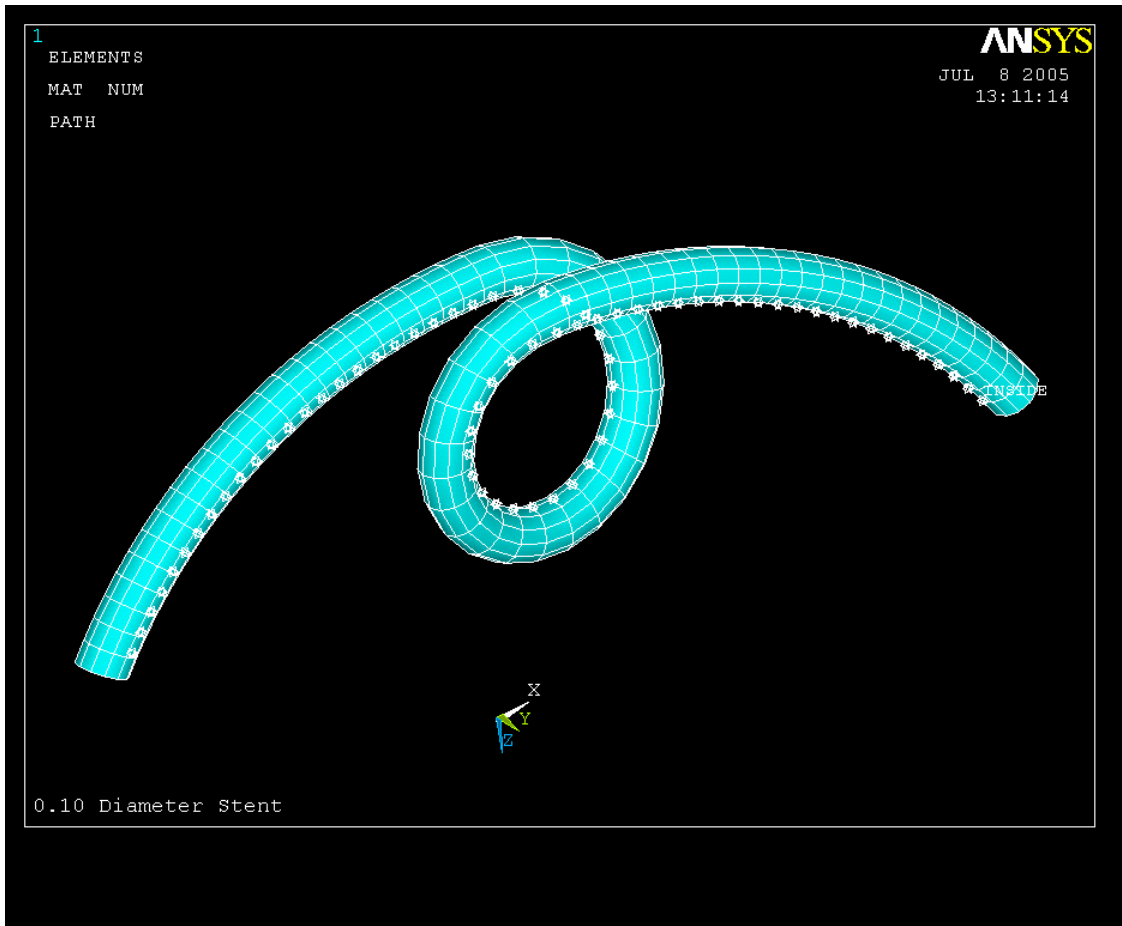 1
ELEMENTS
MAT NUM
PATH
ANSYS
JUL 8 2005
13:11:14
INSIDE
X
Y
Z
0.10 Diameter Stent